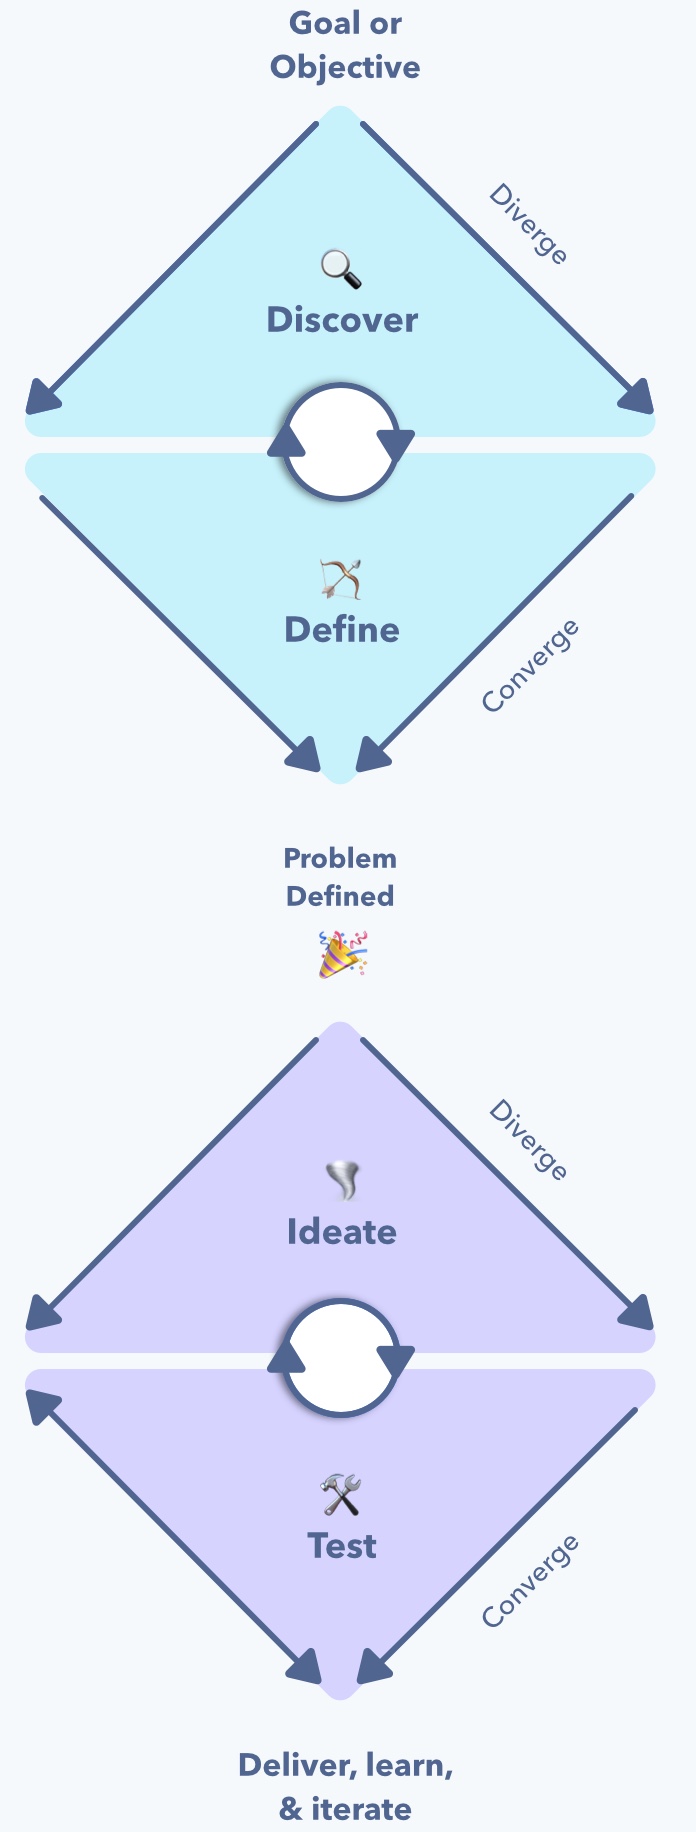 Goal or
Objective
Diverge
Discover
Define
Converge
Problem
Defined
Diverge
Ideate
Test
Converge
Deliver, learn,
& iterate